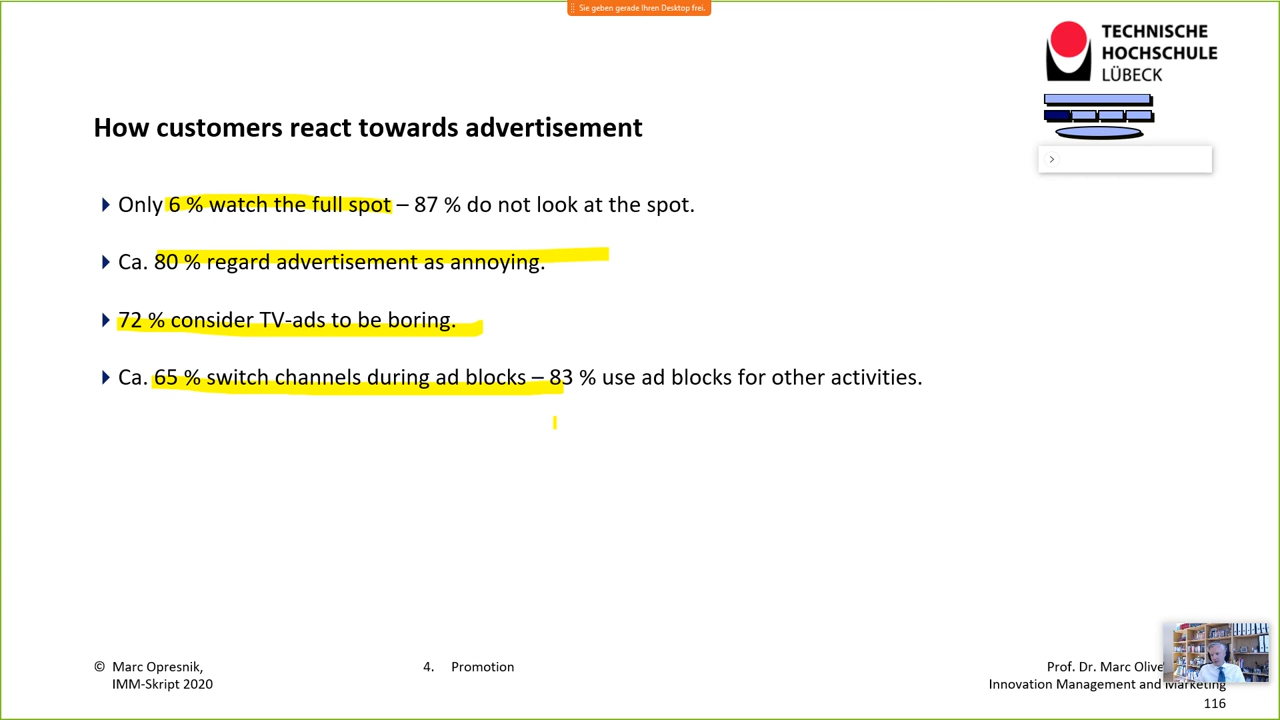 Sie geben gerade Ihren Desktop frei.
TECHNISCHE
HOCHSCHULE
LÜBECK
How customers react towards advertisement
Only 6 % watch the full spot – 87 % do not look at the spot.
Ca. 80 % regard advertisement as annoying.
72 % consider TV-ads to be boring.
Ca. 65 % switch channels during ad blocks – 83 % use ad blocks for other activities.
© Marc Opresnik,
IMM-Skript 2020
4. Promotion
Prof. Dr. Marc
Innovation Management and Marketing
116